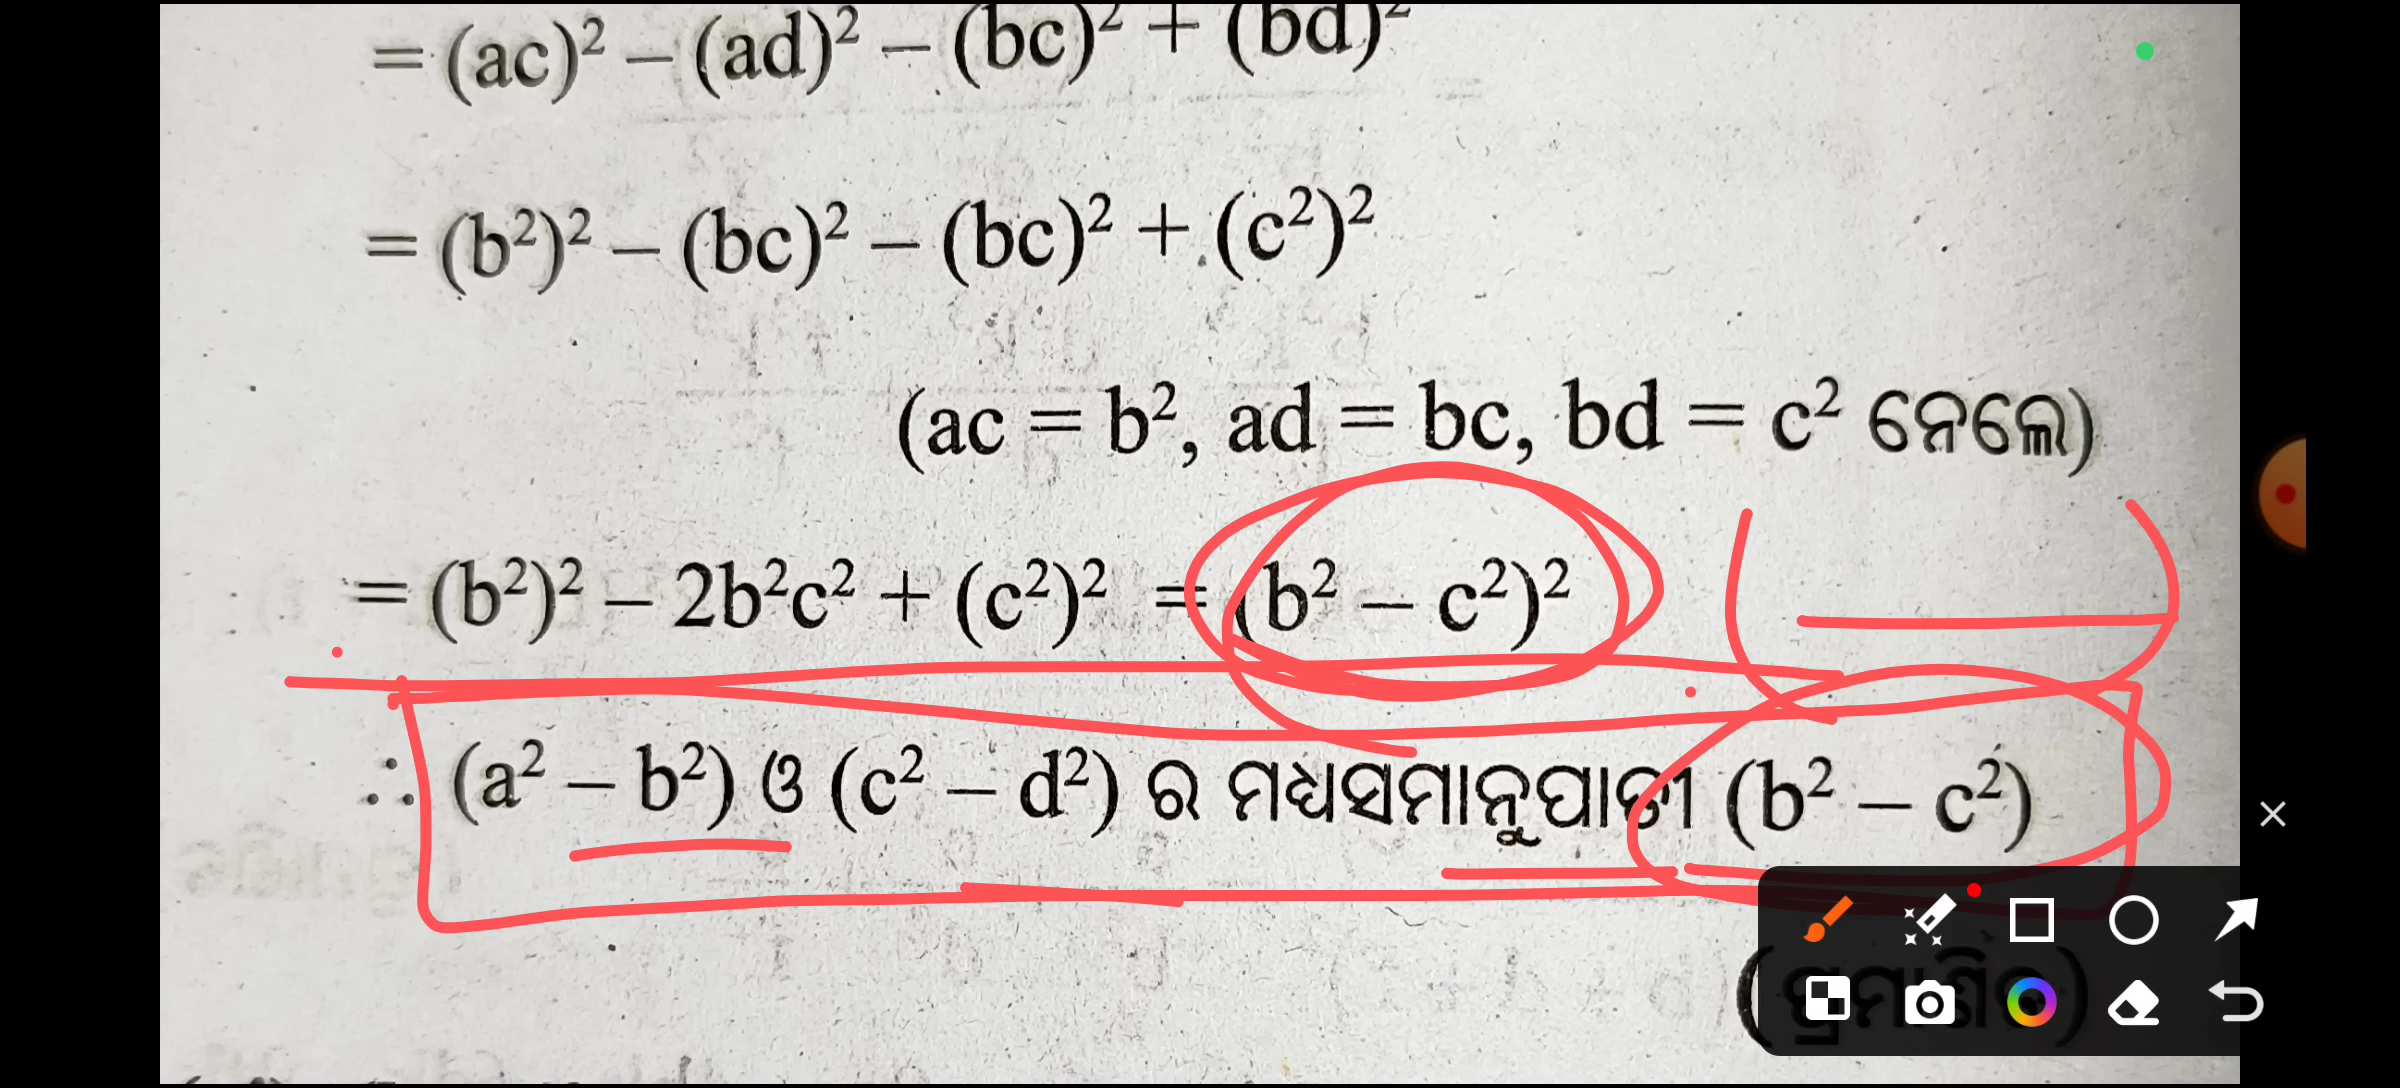 = (ac)² – (ad)² – (bc)² + (bd)²
= (b²)² – (bc)² – (bc)² + (c²)²
(ac = b², ad = bc, bd = c² ନେଲେ)
= (b²)² – 2b²c² + (c²)² = (b² – c²)²
∴ (a² – b²) ଓ (c² – d²) ର ମଧ୍ୟସମାନୁପାତୀ (b² – c²)
(ପ୍ରମାଣିତ)